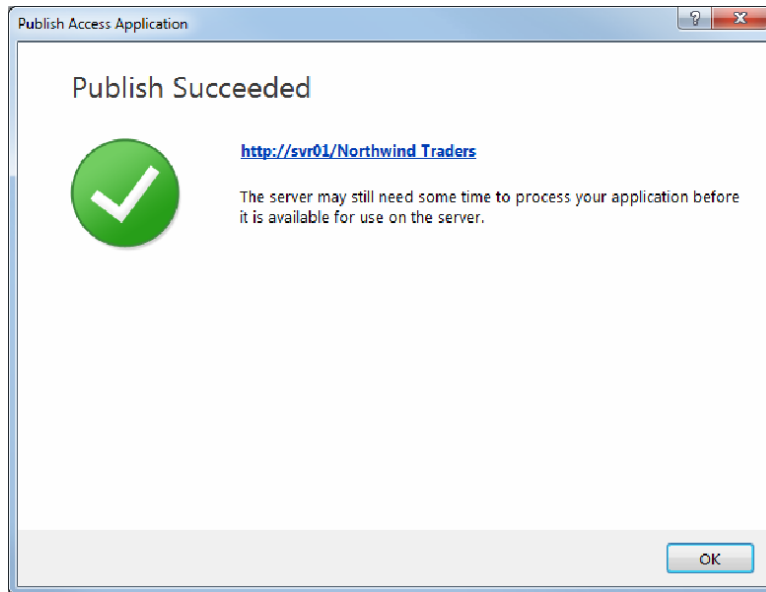 Publish Access Application
Publish Succeeded
http://svr01/Northwind Traders
The server may still need some time to process your application before
it is available for use on the server.
OK